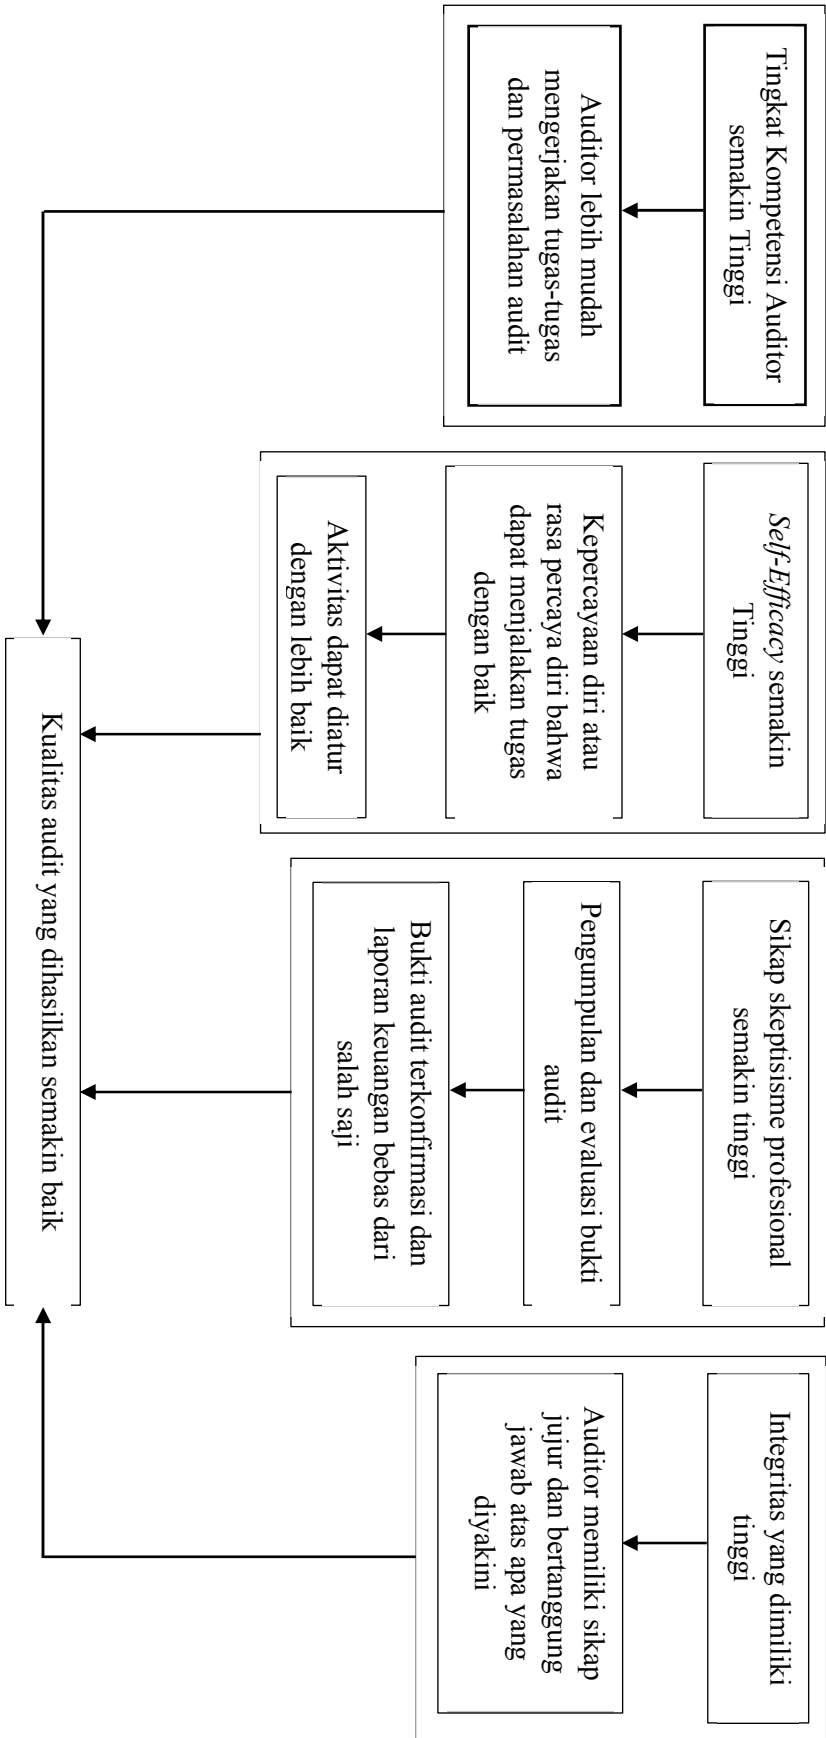 Tingkat Kompetensi Auditor
semakin Tinggi
Auditor lebih mudah
mengerjakan tugas-tugas
dan permasalahan audit
Self-Efficacy semakin
Tinggi
Kepercayaan diri atau
rasa percaya diri bahwa
dapat menjalakan tugas
dengan baik
Aktivitas dapat diatur
dengan lebih baik
Sikap skeptisisme profesional
semakin tinggi
Pengumpulan dan evaluasi bukti
audit
Bukti audit terkonfirmasi dan
laporan keuangan bebas dari
salah saji
Integritas yang dimiliki
tinggi
Auditor memiliki sikap
jujur dan bertanggung
jawab atas apa yang
diyakini
Kualitas audit yang dihasilkan semakin baik